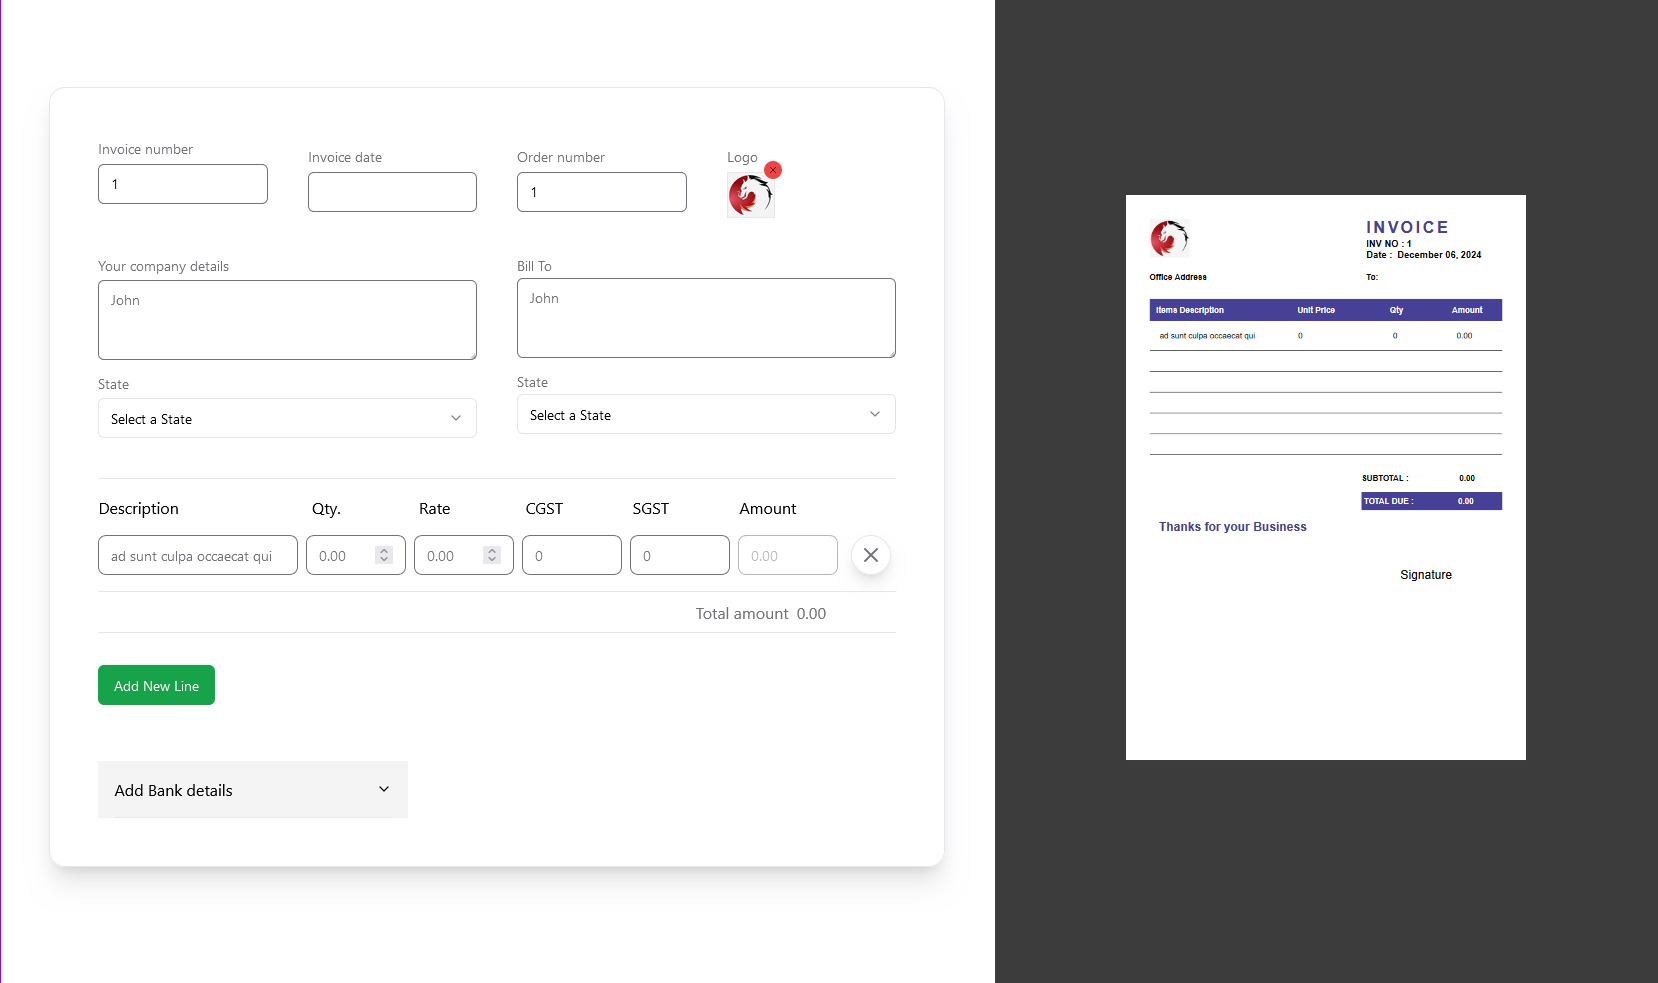 Invoice number
1
Invoice date
Order number
1
Logo
Your company details
John
Bill To
John
State
Select a State
State
Select a State
Description Qty. Rate CGST SGST Amount
ad sunt culpa occaecat qui 0.00 0.00 0 0 0.00
Total amount 0.00
Add New Line
Add Bank details
INVOICE
INV NO : 1
Date : December 06, 2024
Office Address To:
Items Description Unit Price Qty Amount
ad sunt culpa occaecat qui 0 0 0.00
SUBTOTAL : 0.00
TOTAL DUE : 0.00
Thanks for your Business
Signature